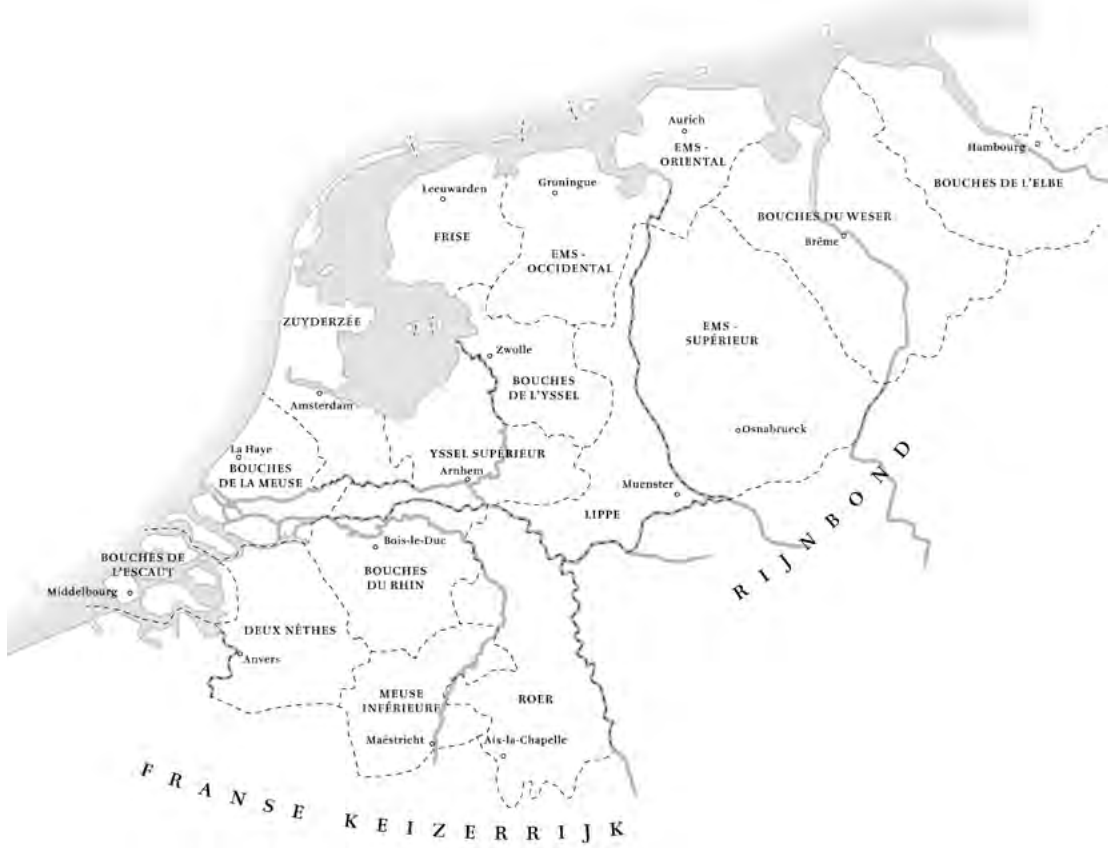 Aurich
EMS -
ORIENTAL
Hambourg
BOUCHES DE L'ELBE
Leeuwarden
Groningue
BOUCHES DU WESER
Brême
FRISE
EMS -
OCCIDENTAL
ZUYDERZÉE
EMS -
SUPÉRIEUR
Zwolle
BOUCHES
DE L'YSSEL
Amsterdam
Osnabrueck
La Haye
BOUCHES
DE LA MEUSE
YSSEL SUPÉRIEUR
Arnhem
Muenster
LIPPE
RIJNBOND
Bois-le-Duc
BOUCHES DE
L'ESCAUT
BOUCHES
DU RHIN
Middelbourg
DEUX NÊTHES
Anvers
MEUSE
INFÉRIEURE
ROER
Maëstricht
Aix-la-Chapelle
FRANSE KEIZERRIJK